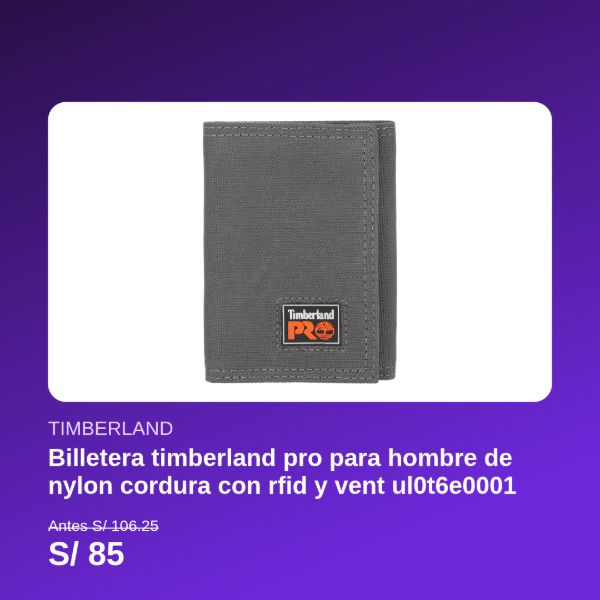 Timberland
PRO
TIMBERLAND
Billetera timberland pro para hombre de
nylon cordura con rfid y vent ul0t6e0001
Antes S/ 106.25
S/ 85